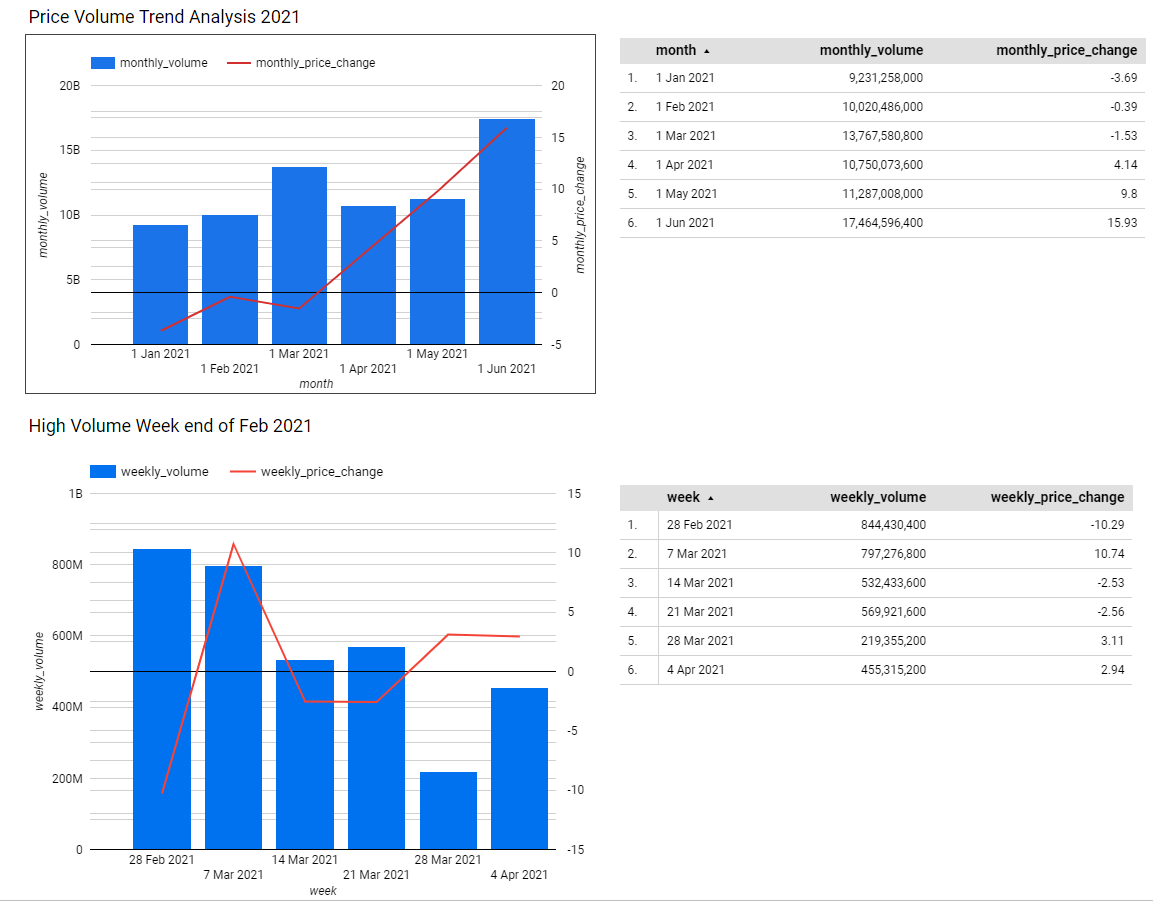 Price Volume Trend Analysis 2021
monthly_volume monthly_price_change
20B 20
15B 15
10B 10
5
5B
0
0 -5
monthly_volume
monthly_price_change
1 Jan 2021 1 Mar 2021 1 May 2021
1 Feb 2021 1 Apr 2021 1 Jun 2021
month
month monthly_volume monthly_price_change
1. 1 Jan 2021 9,231,258,000 -3.69
2. 1 Feb 2021 10,020,486,000 -0.39
3. 1 Mar 2021 13,767,580,800 -1.53
4. 1 Apr 2021 10,750,073,600 4.14
5. 1 May 2021 11,287,008,000 9.8
6. 1 Jun 2021 17,464,596,400 15.93
High Volume Week end of Feb 2021
weekly_volume weekly_price_change
1B 15
10
800M
5
600M
0
400M
-5
200M
-10
0 -15
weekly_volume
28 Feb 2021 14 Mar 2021 28 Mar 2021
7 Mar 2021 21 Mar 2021 4 Apr 2021
week
week weekly_volume weekly_price_change
1. 28 Feb 2021 844,430,400 -10.29
2. 7 Mar 2021 797,276,800 10.74
3. 14 Mar 2021 532,433,600 -2.53
4. 21 Mar 2021 569,921,600 -2.56
5. 28 Mar 2021 219,355,200 3.11
6. 4 Apr 2021 455,315,200 2.94